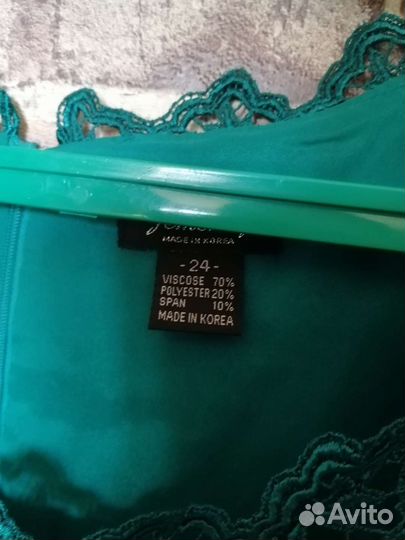 MADE IN KOREA
-24-
VISCOSE 70%
POLYESTER 20%
SPAN 10%
MADE IN KOREA
Avito